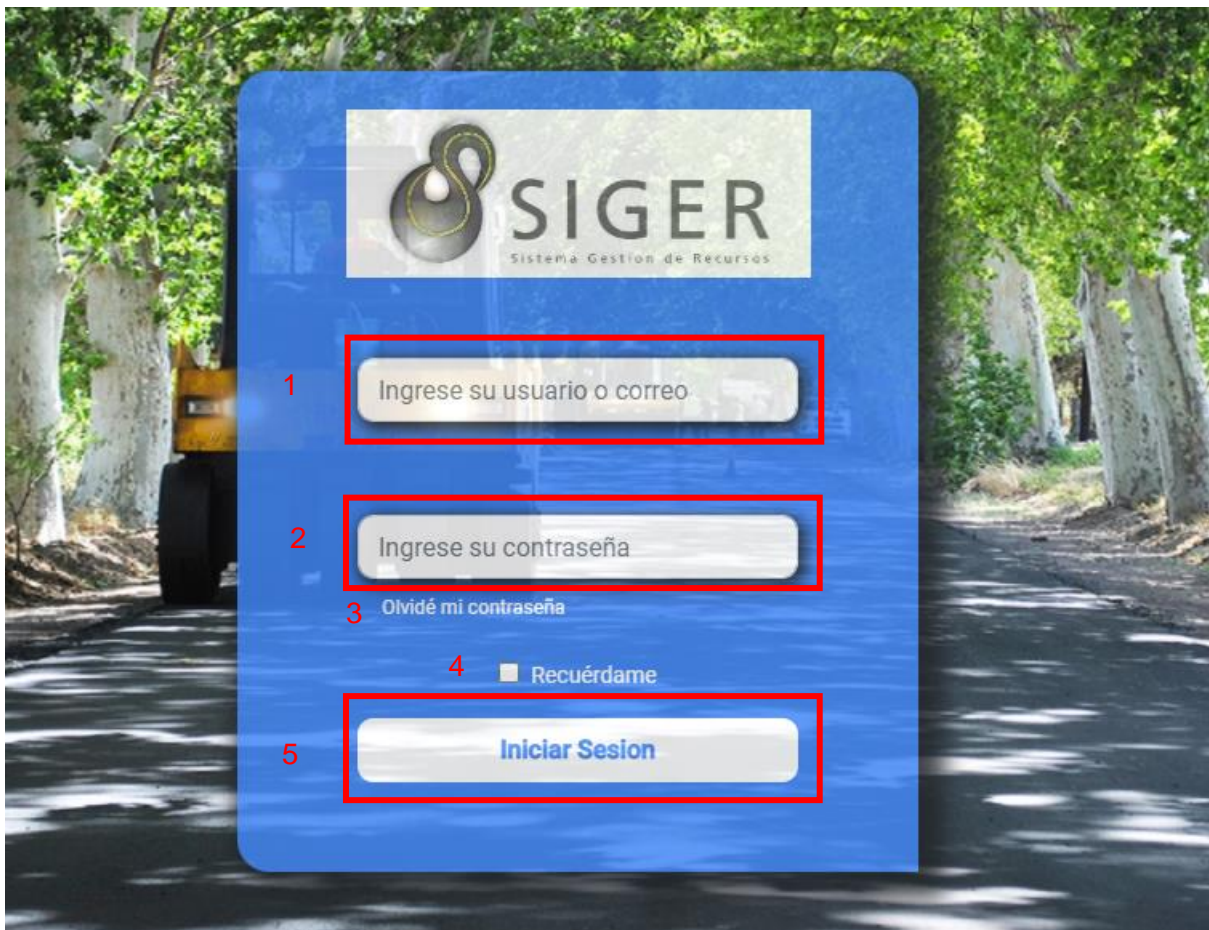 SIGER
Sistema Gestion de Recursos
1
Ingrese su usuario o correo
2
Ingrese su contraseña
3
Olvidé mi contraseña
4
Recuérdame
5
Iniciar Sesion